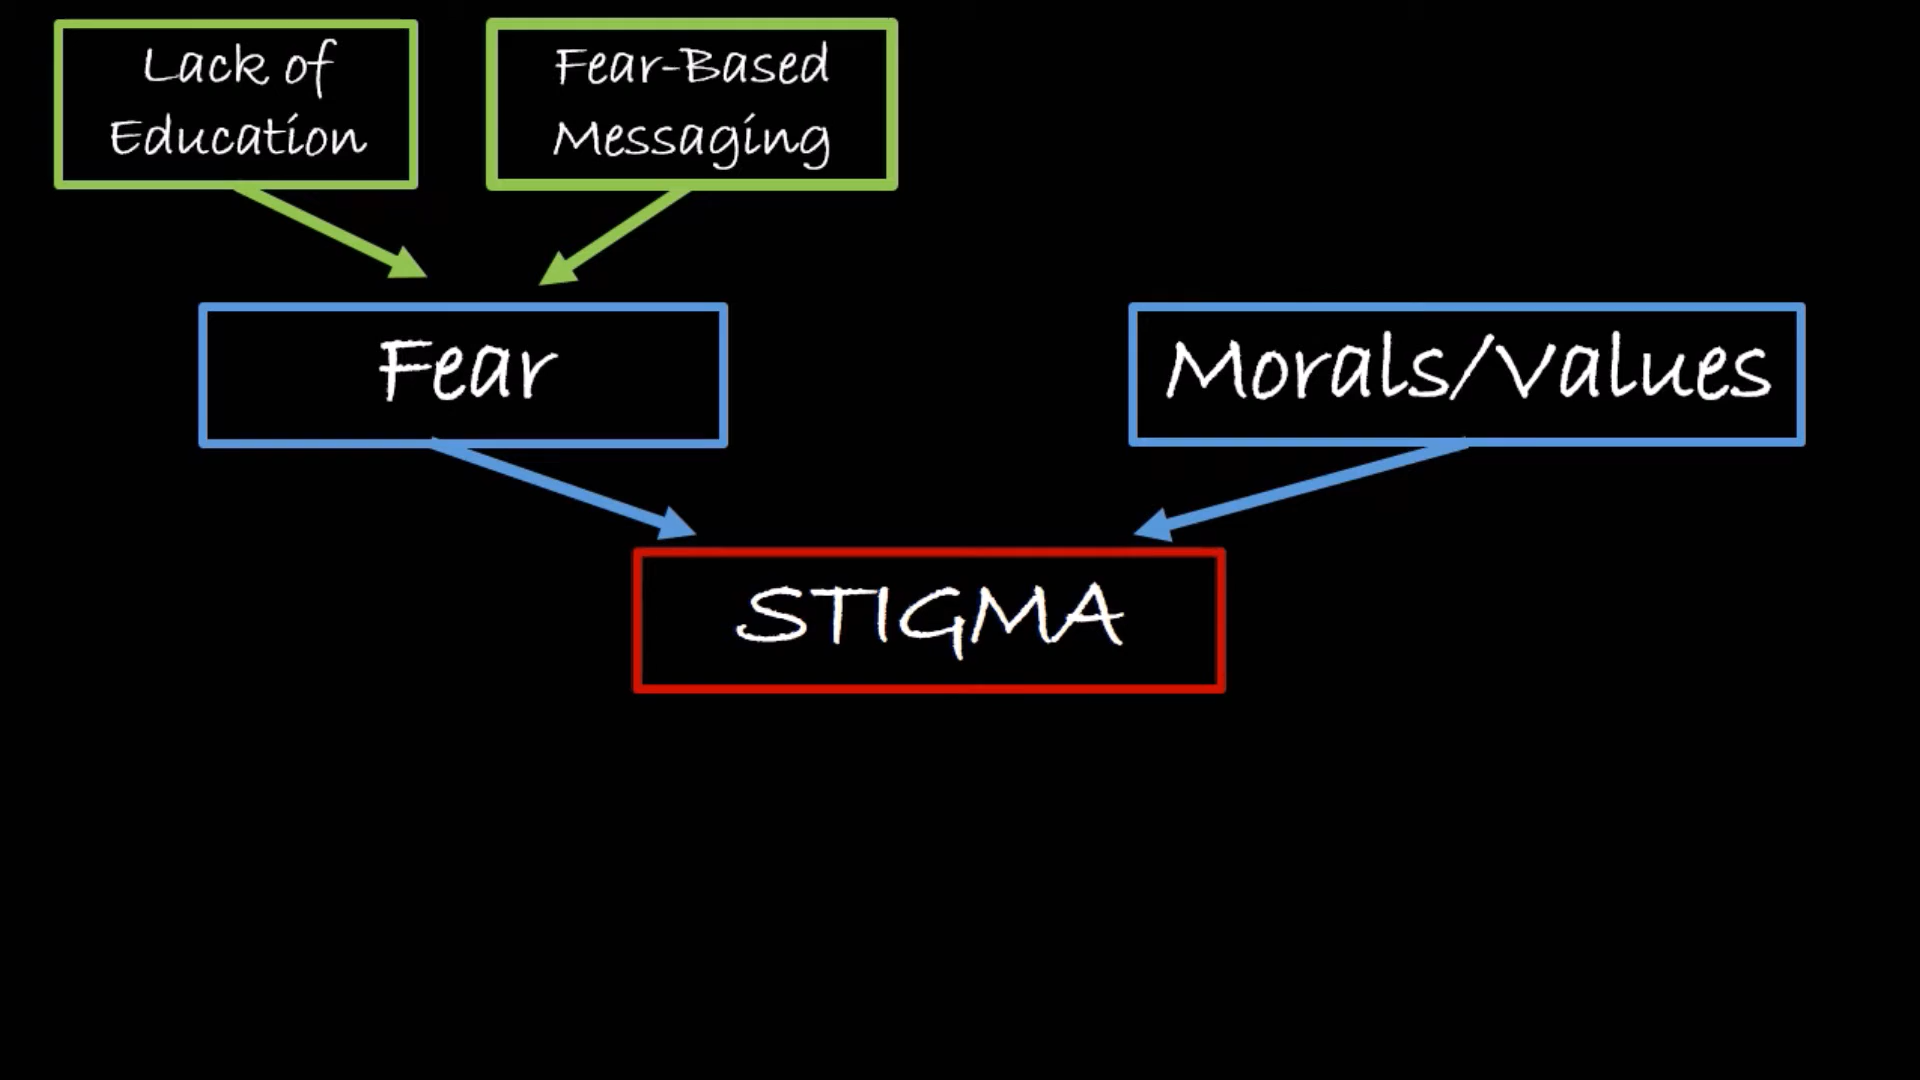 Lack of
Education
Fear-Based
Messaging
Fear
Morals/Values
STIGMA